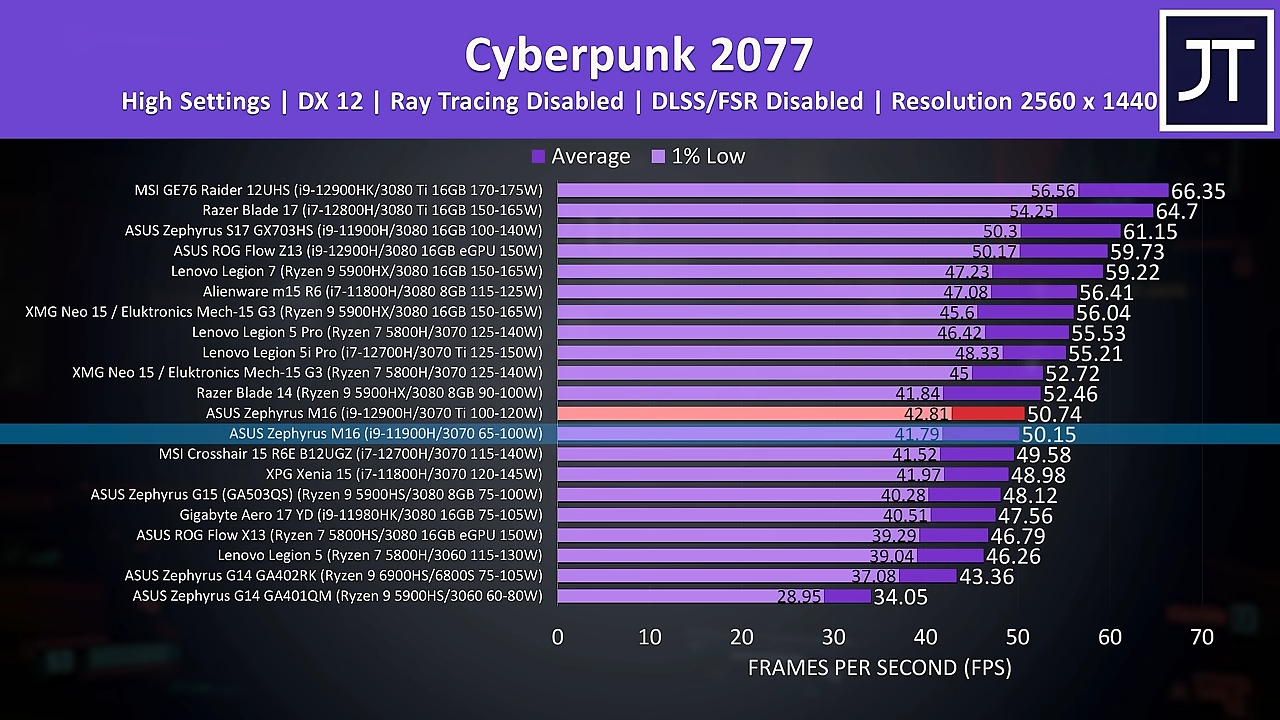 Cyberpunk 2077
JT
High Settings | DX 12 | Ray Tracing Disabled | DLSS/FSR Disabled | Resolution 2560 x 1440
Average 1% Low
MSI GE76 Raider 12UHS (i9-12900HK/3080 Ti 16GB 170-175W) 56.56 66.35
Razer Blade 17 (i7-12800H/3080 Ti 16GB 150-165W) 54.25 64.7
ASUS Zephyrus S17 GX703HS (i9-11900H/3080 16GB 100-140W) 50.3 61.15
ASUS ROG Flow Z13 (i9-12900H/3080 16GB eGPU 150W) 50.17 59.73
Lenovo Legion 7 (Ryzen 9 5900HX/3080 16GB 150-165W) 47.23 59.22
Alienware m15 R6 (i7-11800H/3080 8GB 115-125W) 47.08 56.41
XMG Neo 15 / Eluktronics Mech-15 G3 (Ryzen 9 5900HX/3080 16GB 150-165W) 45.6 56.04
Lenovo Legion 5 Pro (Ryzen 7 5800H/3070 125-140W) 46.42 55.53
Lenovo Legion 5i Pro (i7-12700H/3070 Ti 125-150W) 48.33 55.21
XMG Neo 15 / Eluktronics Mech-15 G3 (Ryzen 7 5800H/3070 125-140W) 45 52.72
Razer Blade 14 (Ryzen 9 5900HX/3080 8GB 90-100W) 41.84 52.46
ASUS Zephyrus M16 (i9-12900H/3070 Ti 100-120W) 42.81 50.74
ASUS Zephyrus M16 (i9-11900H/3070 65-100W) 41.79 50.15
MSI Crosshair 15 R6E B12UGZ (i7-12700H/3070 115-140W) 41.52 49.58
XPG Xenia 15 (i7-11800H/3070 120-145W) 41.97 48.98
ASUS Zephyrus G15 (GA503QS) (Ryzen 9 5900HS/3080 8GB 75-100W) 40.28 48.12
Gigabyte Aero 17 YD (i9-11980HK/3080 16GB 75-105W) 40.51 47.56
ASUS ROG Flow X13 (Ryzen 7 5800HS/3080 16GB eGPU 150W) 39.29 46.79
Lenovo Legion 5 (Ryzen 7 5800H/3060 115-130W) 39.04 46.26
ASUS Zephyrus G14 GA402RK (Ryzen 9 6900HS/6800S 75-105W) 37.08 43.36
ASUS Zephyrus G14 GA401QM (Ryzen 9 5900HS/3060 60-80W) 28.95 34.05
0 10 20 30 40 50 60 70
FRAMES PER SECOND (FPS)